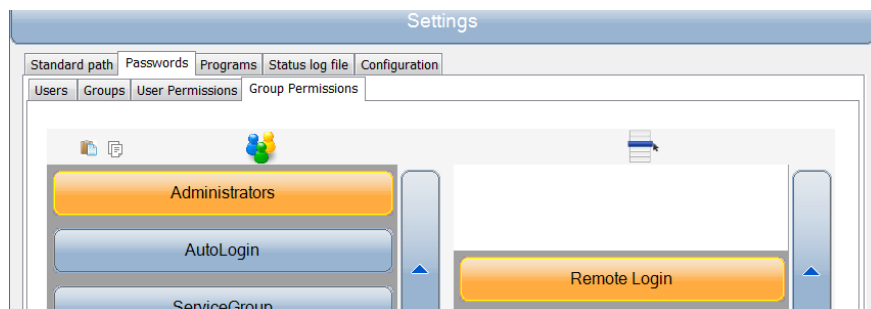 Settings
Standard path Passwords Programs Status log file Configuration
Users Groups User Permissions Group Permissions
Administrators
AutoLogin
Remote Login
ServiceGroup